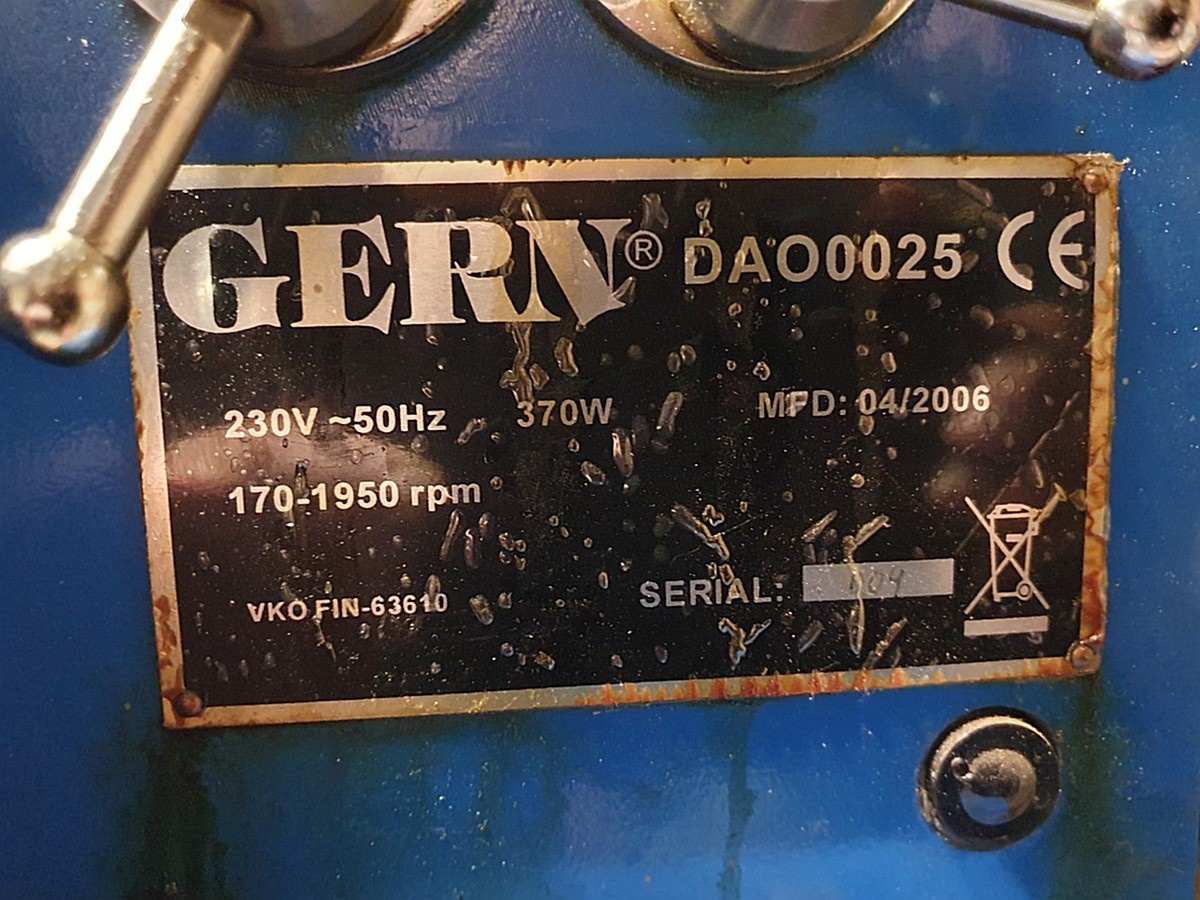 GERN® DAO0025 CE
230V ~50Hz 370W MFD: 04/2006
170-1950 rpm
VKO FIN-63610 SERIAL: